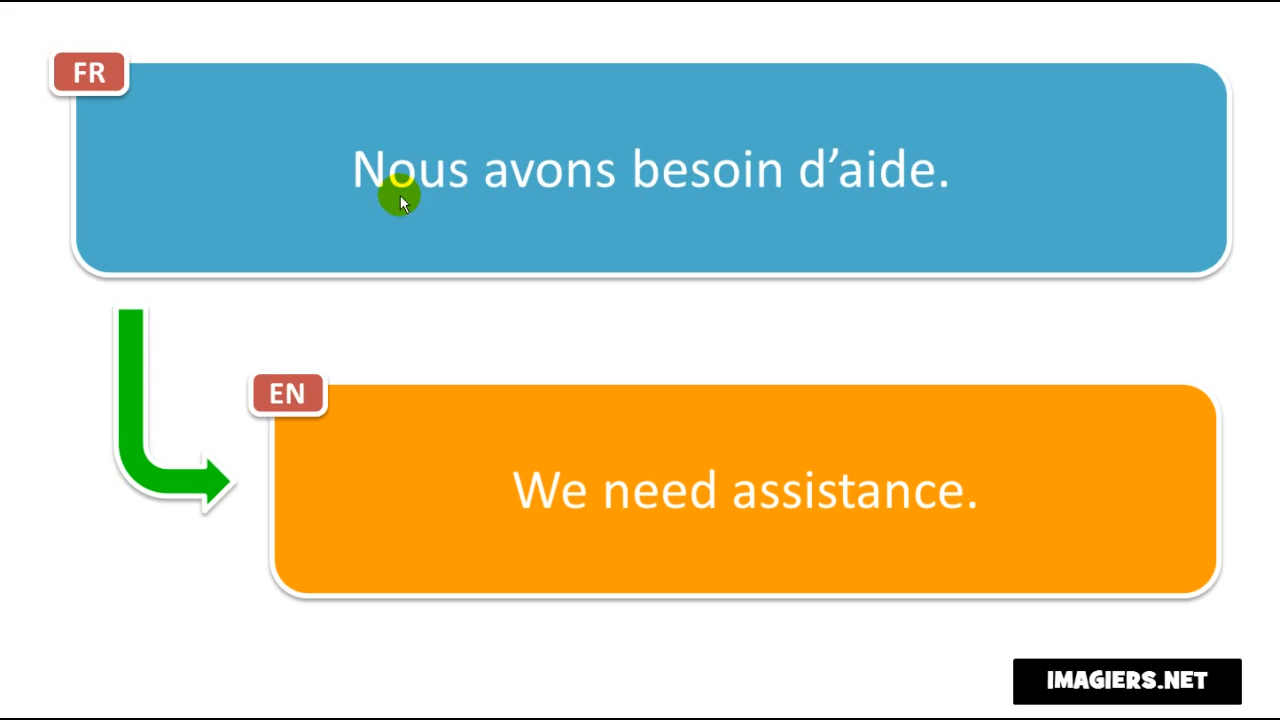 FR
Nous avons besoin d’aide.
EN
We need assistance.
IMAGIERS.NET